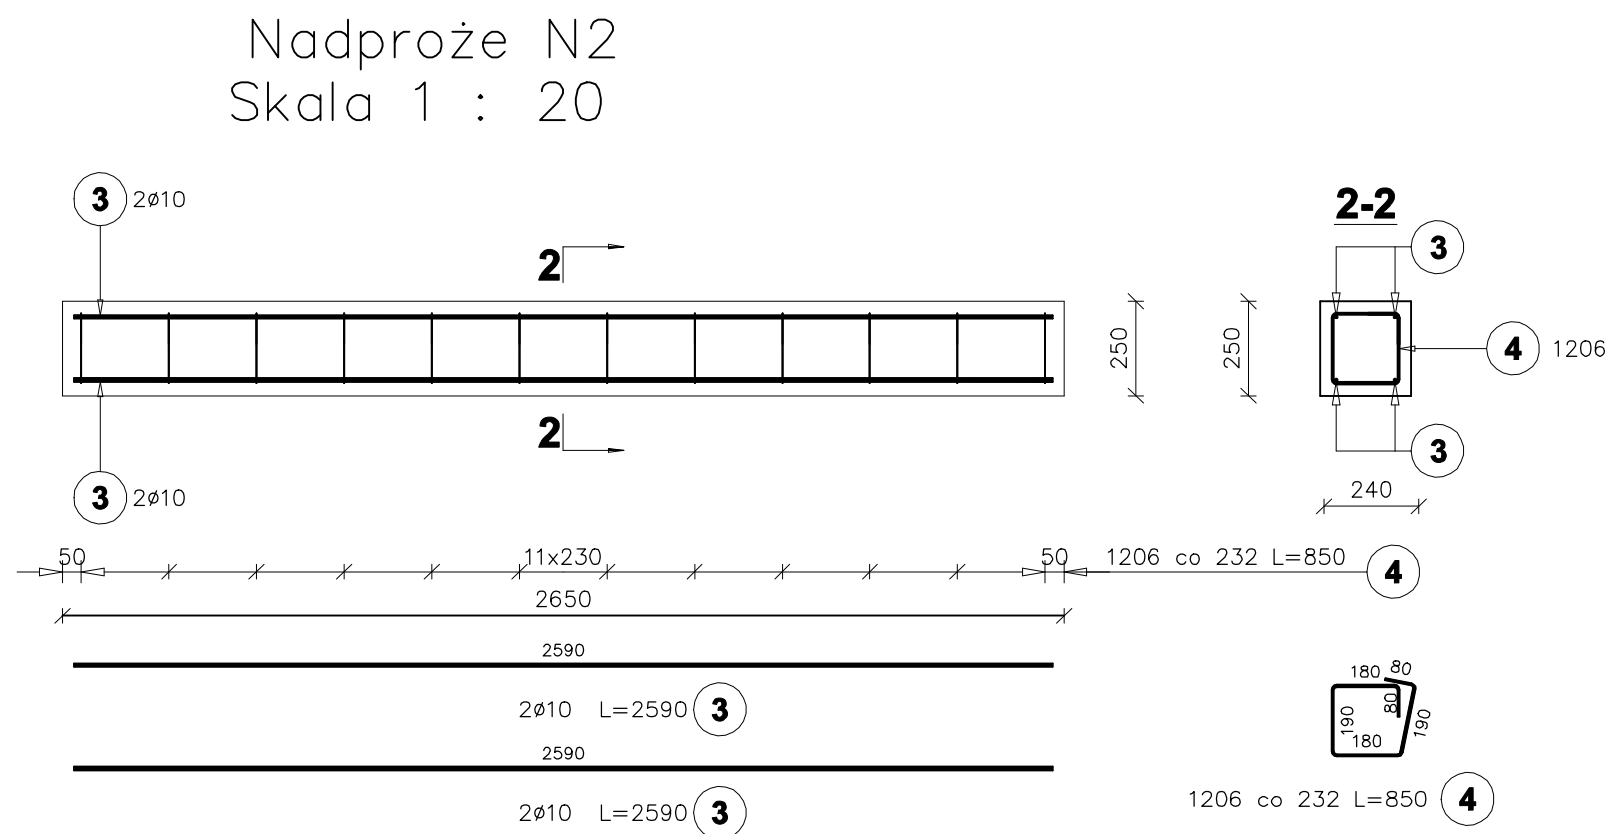 Nadproże N2
Skala 1 : 20
3 2ø10
2
2-2
3
250
250
4 1206
2
3
3 2ø10
240
50 11x230 50 1206 co 232 L=850 4
2650
2590
180 80
2ø10 L=2590 3
80
190 190
180
2590
1206 co 232 L=850 4
2ø10 L=2590 3